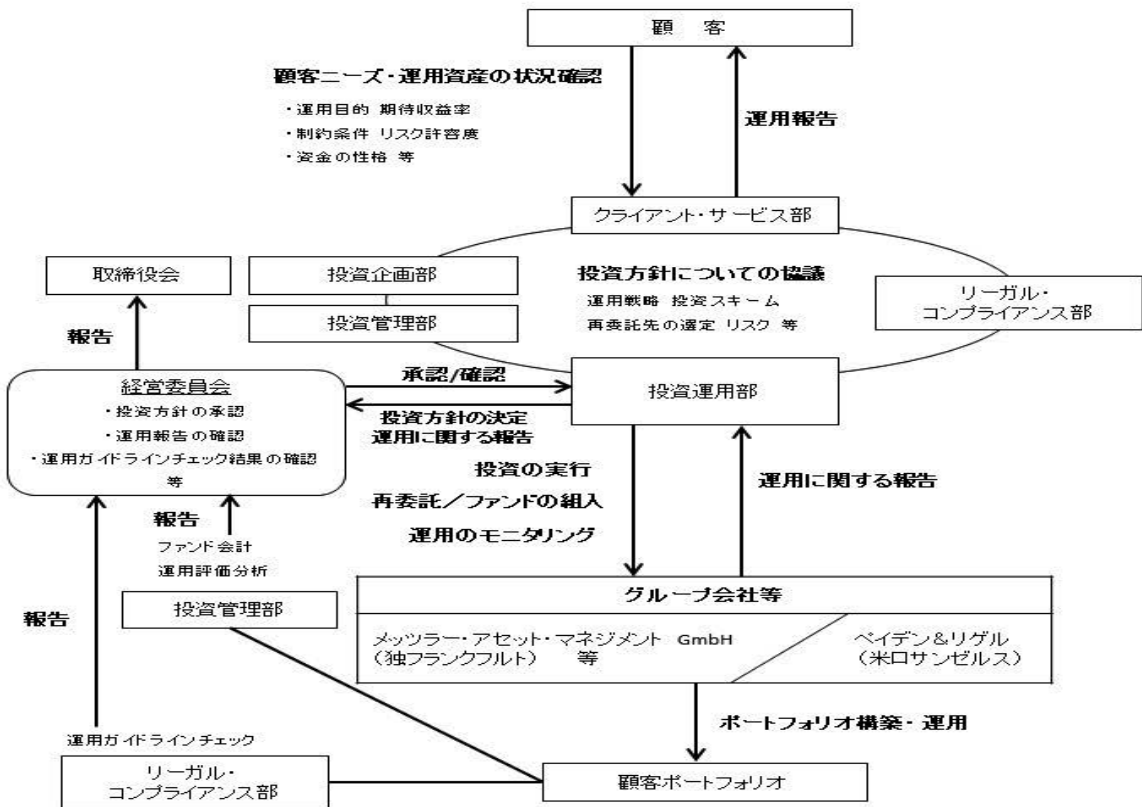 顧 客
顧客ニーズ・運用資産の状況確認
・運用目的 期待収益率
・制約条件 リスク許容度
・資金の性格 等
運用報告
クライアント・サービス部
取締役会
投資企画部
投資管理部
投資方針についての協議
運用戦略 投資スキーム
再委託先の選定 リスク 等
リーガル・
コンプライアンス部
報告
経営委員会
・投資方針の承認
・運用報告の確認
・運用ガイドラインチェック結果の確認
等
承認/確認
投資方針の決定
運用に関する報告
投資運用部
投資の実行
再委託/ファンドの組入
運用のモニタリング
運用に関する報告
報告
ファンド会計
運用評価分析
投資管理部
報告
グループ会社等
メッツラー・アセット・マネジメント GmbH
(独フランクフルト) 等
ペイデン&リゲル
(米ロサンゼルス)
ポートフォリオ構築・運用
運用ガイドラインチェック
リーガル・
コンプライアンス部
顧客ポートフォリオ